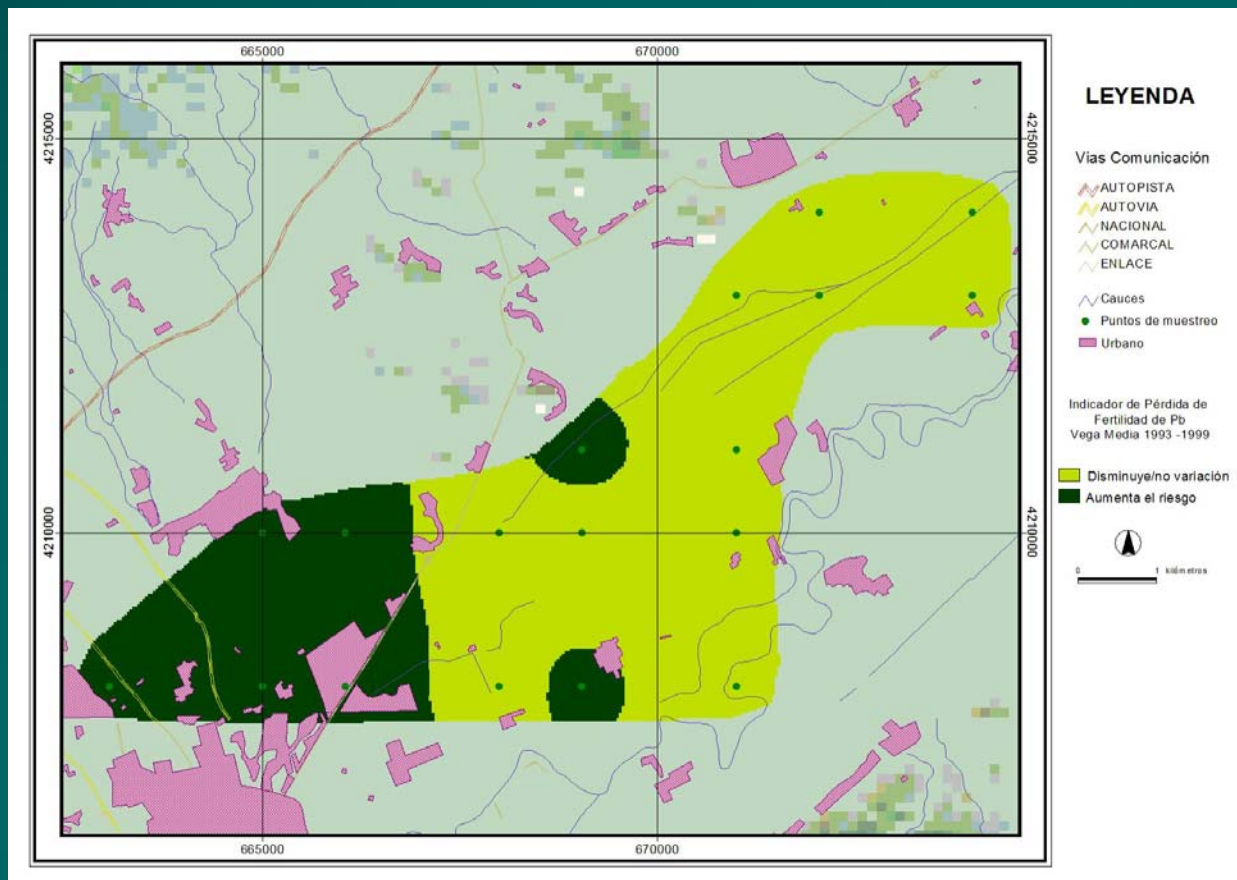 665000
670000
4215000
4215000
4210000
4210000
665000
670000
LEYENDA
Vías Comunicación
AUTOPISTA
AUTOVIA
NACIONAL
COMARCAL
ENLACE
Cauces
Puntos de muestreo
Urbano
Indicador de Pérdida de
Fertilidad de Pb
Vega Media 1993 -1999
Disminuye/no variación
Aumenta el riesgo
0 1 kilómetros